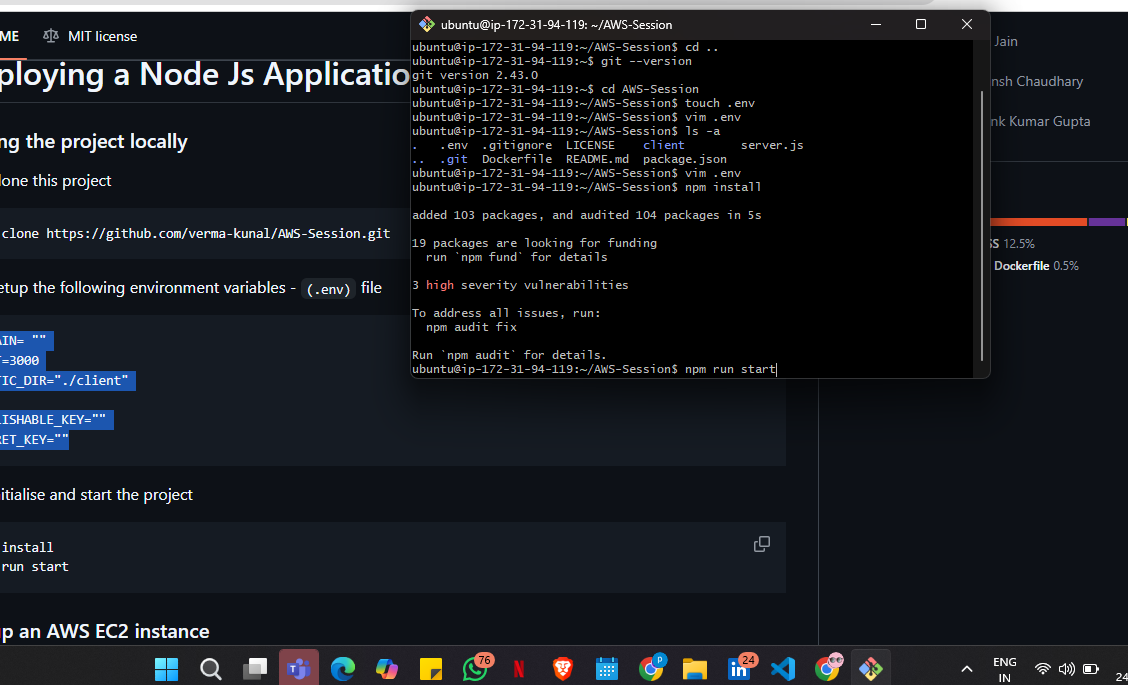 ME
MIT license
ploying a Node Js Applicatio
ng the project locally
lone this project
clone https://github.com/verma-kunal/AWS-Session.git
etup the following environment variables - (.env) file
AIN= ""
T=3000
TIC_DIR="./client"
LISHABLE_KEY=""
RET_KEY=""
itialise and start the project
install
run start
p an AWS EC2 instance
ubuntu@ip-172-31-94-119: ~/AWS-Session
ubuntu@ip-172-31-94-119:~/AWS-Session$ cd ..
ubuntu@ip-172-31-94-119:~$ git --version
git version 2.43.0
ubuntu@ip-172-31-94-119:~$ cd AWS-Session
ubuntu@ip-172-31-94-119:~/AWS-Session$ touch .env
ubuntu@ip-172-31-94-119:~/AWS-Session$ vim .env
ubuntu@ip-172-31-94-119:~/AWS-Session$ ls -a
. .env .gitignore LICENSE client server.js
.. .git Dockerfile README.md package.json
ubuntu@ip-172-31-94-119:~/AWS-Session$ vim .env
ubuntu@ip-172-31-94-119:~/AWS-Session$ npm install
added 103 packages, and audited 104 packages in 5s
19 packages are looking for funding
run `npm fund` for details
3 high severity vulnerabilities
To address all issues, run:
npm audit fix
Run `npm audit` for details.
ubuntu@ip-172-31-94-119:~/AWS-Session$ npm run start
Jain
nsh Chaudhary
nk Kumar Gupta
SS 12.5%
Dockerfile 0.5%
76
P
24
ENG
IN
24